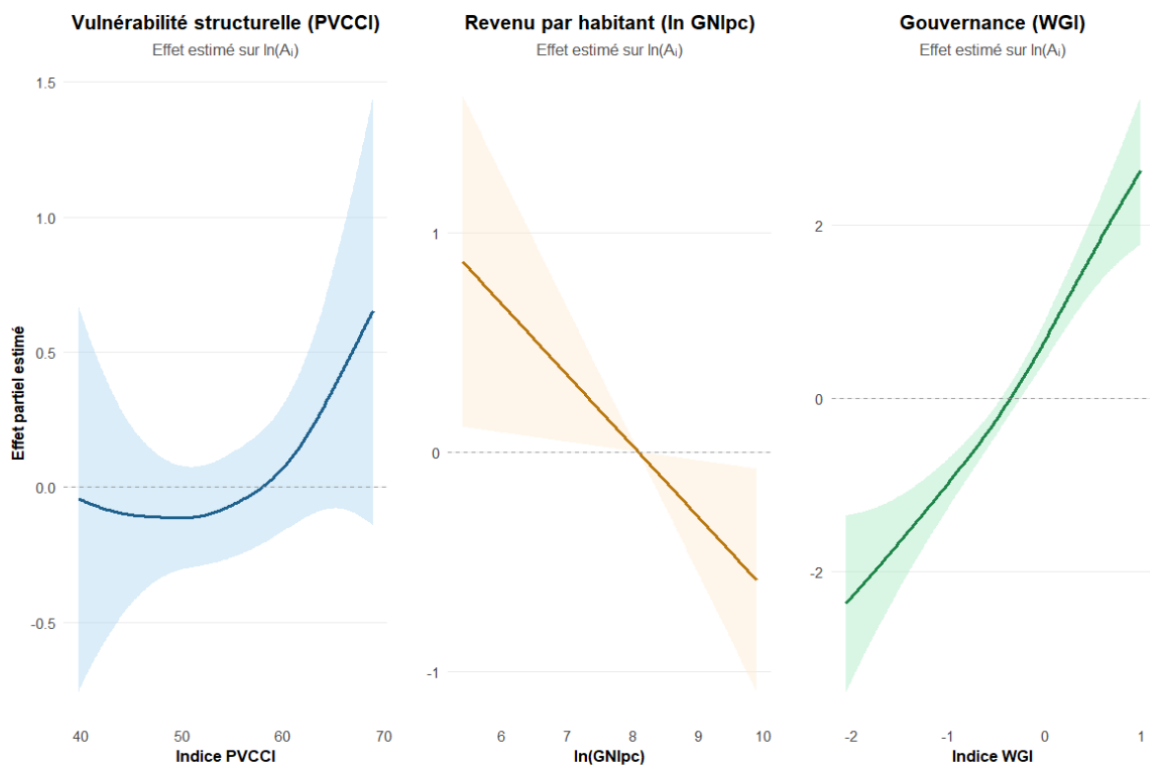 Vulnérabilité structurelle (PVCCI)
Effet estimé sur ln(Aᵢ)
1.5
1.0
0.5
0.0
-0.5
Effet partiel estimé
40 50 60 70
Indice PVCCI
Revenu par habitant (ln GNIpc)
Effet estimé sur ln(Aᵢ)
1
0
-1
6 7 8 9 10
ln(GNIpc)
Gouvernance (WGI)
Effet estimé sur ln(Aᵢ)
2
0
-2
-2 -1 0 1
Indice WGI